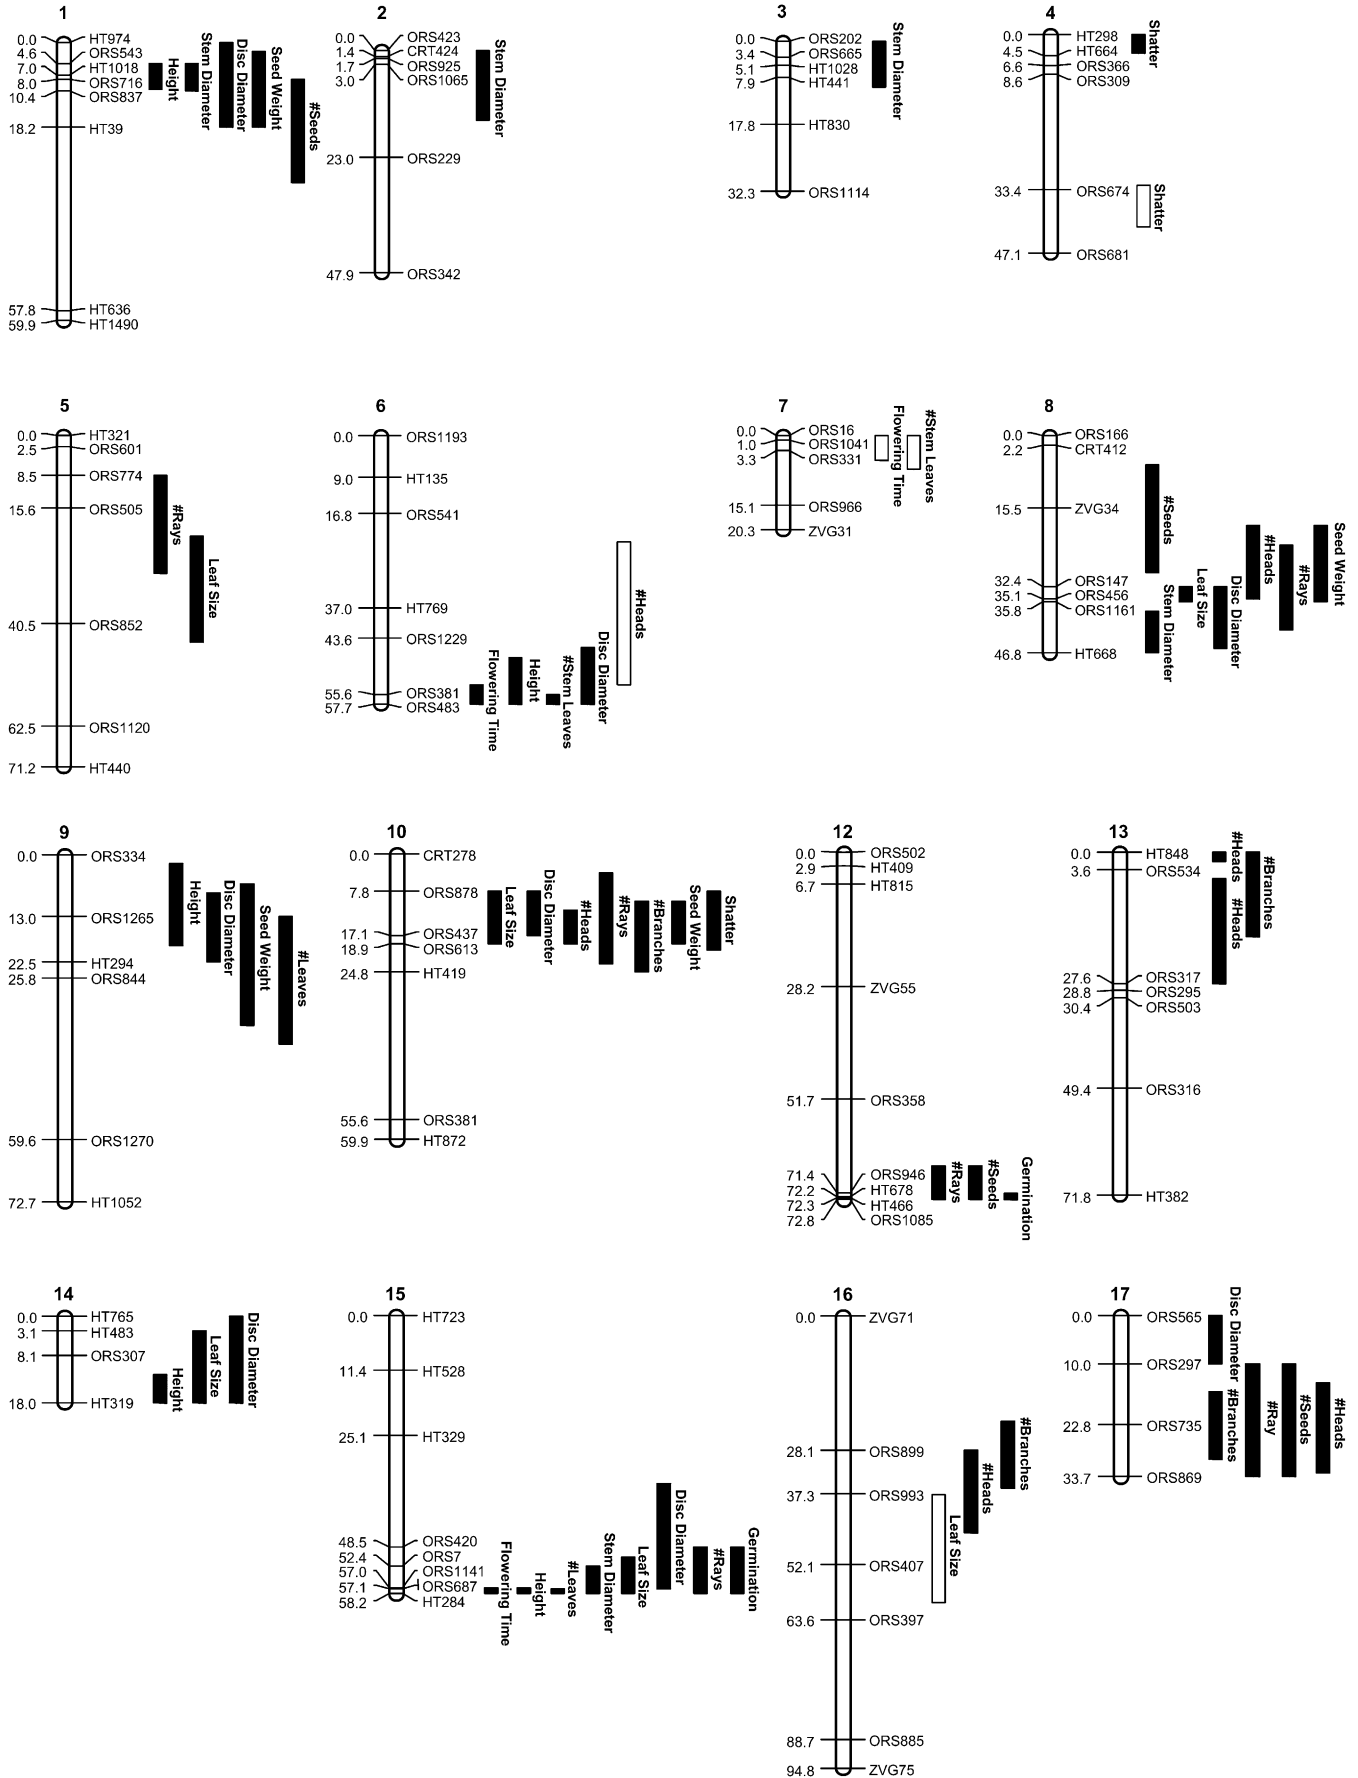 1
0.0 HT974
4.6 ORS543
7.0 HT1018
8.0 ORS716
10.4 ORS837
18.2 HT39
57.8 HT636
59.9 HT1490
Height
Stem Diameter
Disc Diameter
Seed Weight
#Seeds
2
0.0 ORS423
1.4 CRT424
1.7 ORS925
3.0 ORS1065
23.0 ORS229
47.9 ORS342
Stem Diameter
3
0.0 ORS202
3.4 ORS665
5.1 HT1028
7.9 HT441
17.8 HT830
32.3 ORS1114
Stem Diameter
4
0.0 HT298
4.5 HT664
6.6 ORS366
8.6 ORS309
33.4 ORS674
47.1 ORS681
Shatter
Shatter
5
0.0 HT321
2.5 ORS601
8.5 ORS774
15.6 ORS505
40.5 ORS852
62.5 ORS1120
71.2 HT440
#Rays
Leaf Size
6
0.0 ORS1193
9.0 HT135
16.8 ORS541
37.0 HT769
43.6 ORS1229
55.6 ORS381
57.7 ORS483
Flowering Time
Height
#Stem Leaves
Disc Diameter
#Heads
7
0.0 ORS16
1.0 ORS1041
3.3 ORS331
15.1 ORS966
20.3 ZVG31
Flowering Time
#Stem Leaves
8
0.0 ORS166
2.2 CRT412
15.5 ZVG34
32.4 ORS147
35.1 ORS456
35.8 ORS1161
46.8 HT668
#Seeds
Stem Diameter
Leaf Size
Disc Diameter
#Heads
#Rays
Seed Weight
9
0.0 ORS334
13.0 ORS1265
22.5 HT294
25.8 ORS844
59.6 ORS1270
72.7 HT1052
Height
Disc Diameter
Seed Weight
#Leaves
10
0.0 CRT278
7.8 ORS878
17.1 ORS437
18.9 ORS613
24.8 HT419
55.6 ORS381
59.9 HT872
Leaf Size
Disc Diameter
#Heads
#Rays
#Branches
Seed Weight
Shatter
12
0.0 ORS502
2.9 HT409
6.7 HT815
28.2 ZVG55
51.7 ORS358
71.4 ORS946
72.2 HT678
72.3 HT466
72.8 ORS1085
#Rays
#Seeds
Germination
13
0.0 HT848
3.6 ORS534
27.6 ORS317
28.8 ORS295
30.4 ORS503
49.4 ORS316
71.8 HT382
#Heads
#Heads
#Branches
14
0.0 HT765
3.1 HT483
8.1 ORS307
18.0 HT319
Height
Leaf Size
Disc Diameter
15
0.0 HT723
11.4 HT528
25.1 HT329
48.5 ORS420
52.4 ORS7
57.0 ORS1141
57.1 ORS687
58.2 HT284
Flowering Time
Height
#Leaves
Stem Diameter
Leaf Size
Disc Diameter
#Rays
Germination
16
0.0 ZVG71
28.1 ORS899
37.3 ORS993
52.1 ORS407
63.6 ORS397
88.7 ORS885
94.8 ZVG75
Leaf Size
#Heads
#Branches
17
0.0 ORS565
10.0 ORS297
22.8 ORS735
33.7 ORS869
Disc Diameter
#Branches
#Ray
#Seeds
#Heads